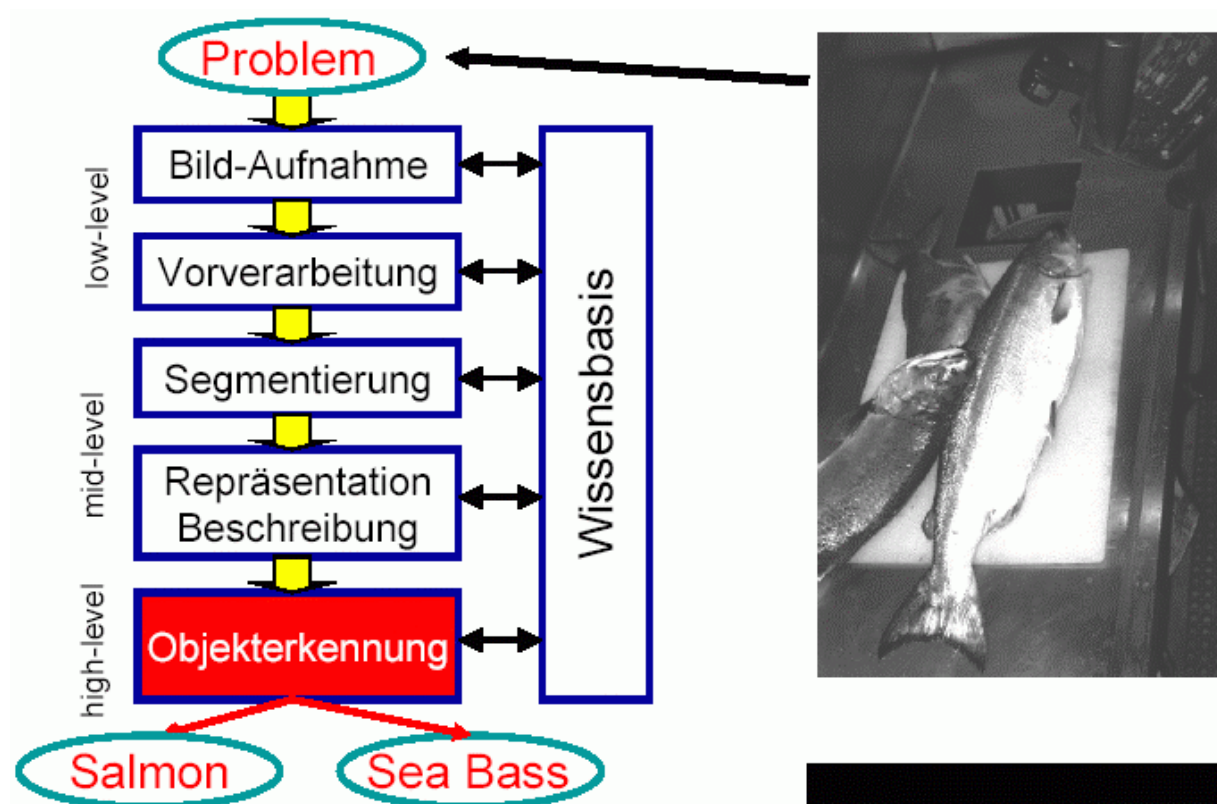 Problem
low-level
Bild-Aufnahme
Vorverarbeitung
mid-level
Segmentierung
Repräsentation
Beschreibung
high-level
Objekterkennung
Wissensbasis
Salmon
Sea Bass